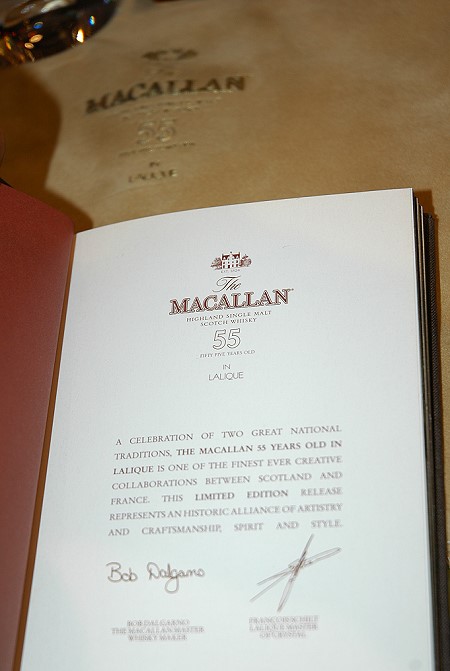 MACALLAN
55
LALIQUE
The
MACALLAN
HIGHLAND SINGLE MALT
SCOTCH WHISKY
55
FIFTY FIVE YEARS OLD
IN
LALIQUE
A CELEBRATION OF TWO GREAT NATIONAL
TRADITIONS, THE MACALLAN 55 YEARS OLD IN
LALIQUE IS ONE OF THE FINEST EVER CREATIVE
COLLABORATIONS BETWEEN SCOTLAND AND
FRANCE. THIS LIMITED EDITION RELEASE
REPRESENTS AN HISTORIC ALLIANCE OF ARTISTRY
AND CRAFTSMANSHIP, SPIRIT AND STYLE.
Bob Dalgarno
BOB DALGARNO
THE MACALLAN MASTER
WHISKY MAKER
LALIQUE MASTER
OF CRYSTAL